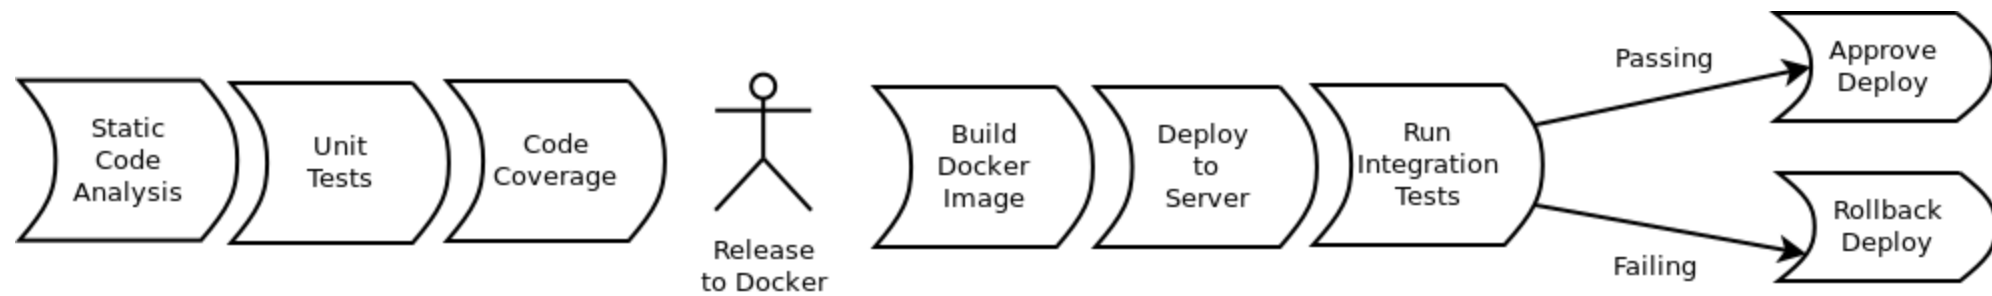 Static
Code
Analysis
Unit
Tests
Code
Coverage
Release
to Docker
Build
Docker
Image
Deploy
to
Server
Run
Integration
Tests
Passing
Failing
Approve
Deploy
Rollback
Deploy